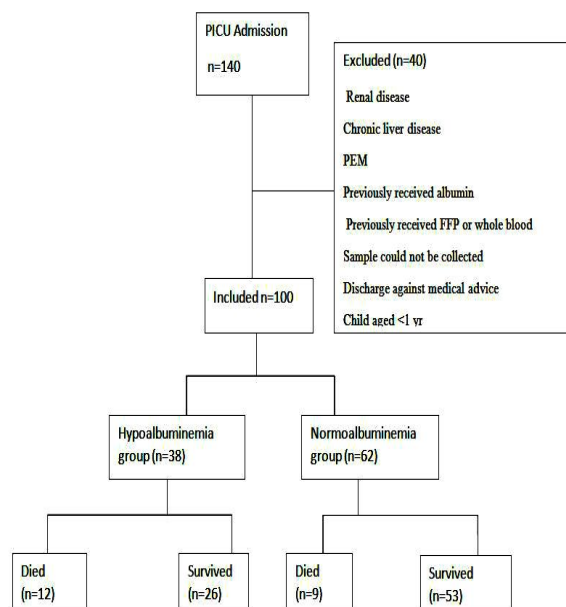 PICU Admission
n=140
Excluded (n=40)
Renal disease
Chronic liver disease
PEM
Previously received albumin
Previously received FFP or whole blood
Sample could not be collected
Discharge against medical advice
Child aged <1 yr
Included n=100
Hypoalbuminemia
group (n=38)
Normoalbuminemia
group (n=62)
Died
(n=12)
Survived
(n=26)
Died
(n=9)
Survived
(n=53)